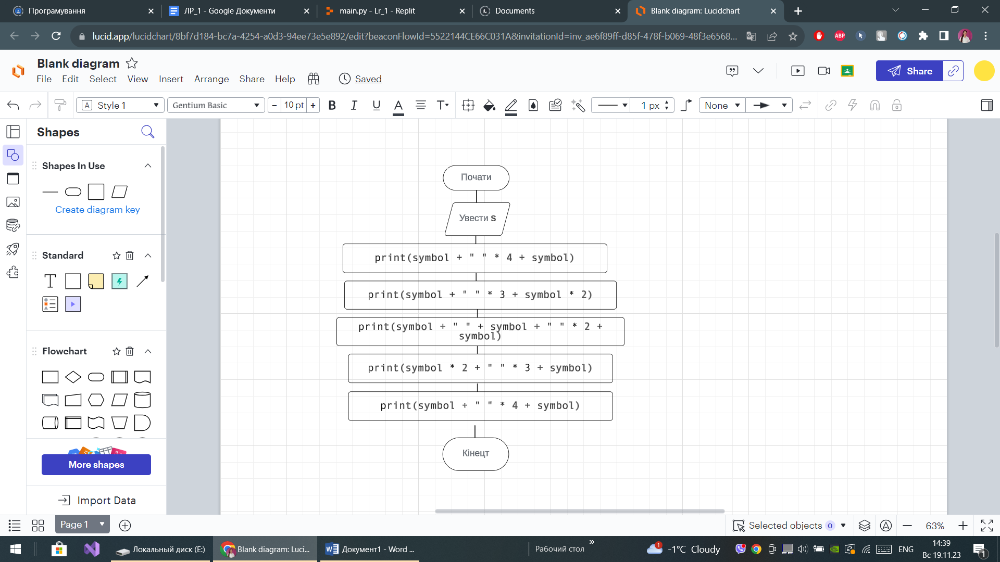 Програмування
ЛР_1 - Google Документи
main.py - Lr_1 - Replit
Documents
Blank diagram: Lucidchart
lucid.app/lucidchart/8bf7d184-bc7a-4254-a0d3-94ee73e5e892/edit?beaconFlowId=5522144CE66C031A&invitationId=inv_ae6f89ff-d85f-478f-b069-48f3e6568...
ABP
Blank diagram
File Edit Select View Insert Arrange Share Help Saved
Share
A Style 1 Gentium Basic - 10 pt + B I U A T 1 px None
Shapes
Shapes In Use
Create diagram key
Standard
T
Flowchart
More shapes
Import Data
Почати
Увести s
print(symbol + " " * 4 + symbol)
print(symbol + " " * 3 + symbol * 2)
print(symbol + " " + symbol + " " * 2 +
symbol)
print(symbol * 2 + " " * 3 + symbol)
print(symbol + " " * 4 + symbol)
Кінецт
Page 1
Selected objects 0
63%
Локальный диск (E:)
Blank diagram: Luci...
Документ1 - Word ...
Рабочий стол
1
-1°C Cloudy
ENG
14:39
Вс 19.11.23
1